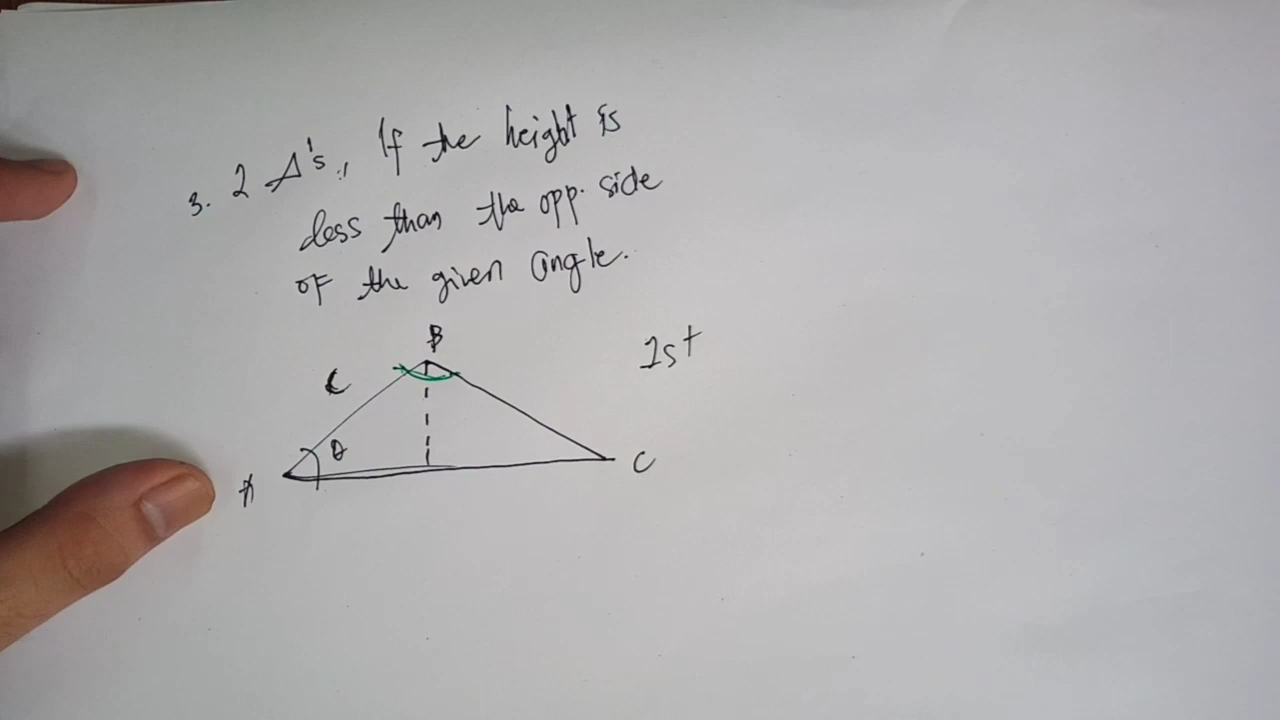 3. 2 Δ's., If the height is
less than the opp. side
of the given angle.
B
c
1st
θ
A
C